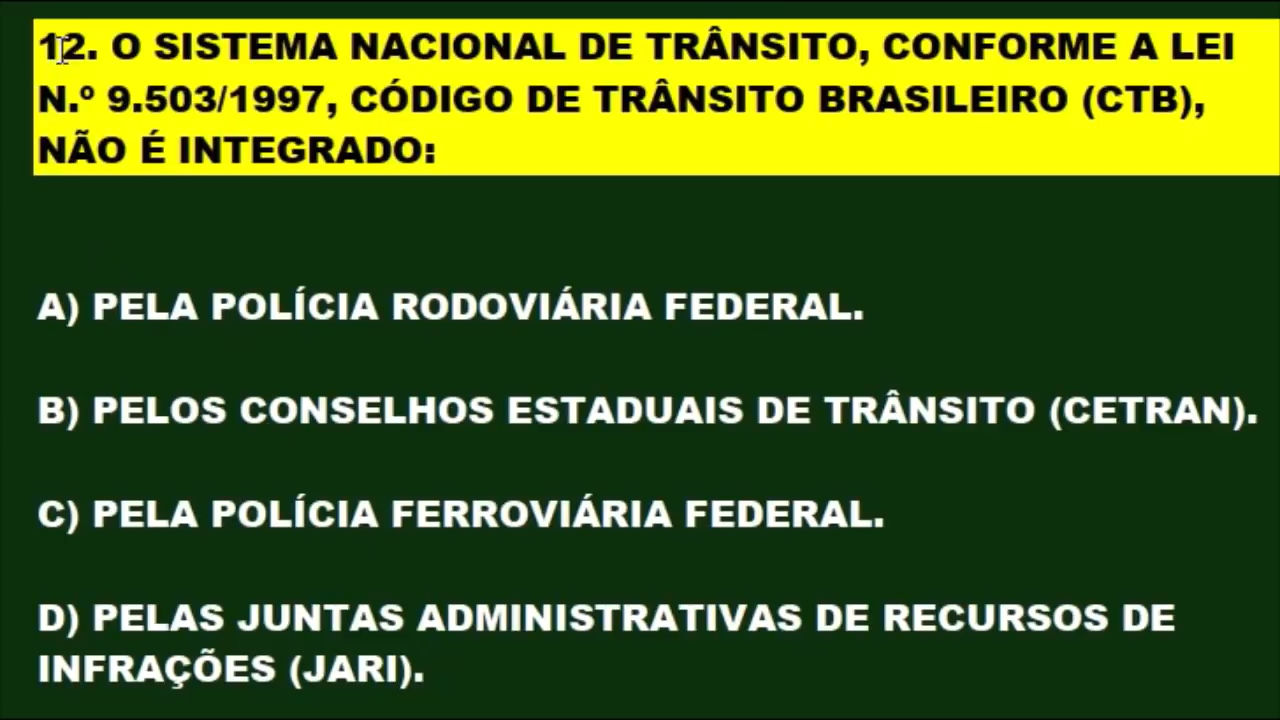 12. O SISTEMA NACIONAL DE TRÂNSITO, CONFORME A LEI
N.º 9.503/1997, CÓDIGO DE TRÂNSITO BRASILEIRO (CTB),
NÃO É INTEGRADO:
A) PELA POLÍCIA RODOVIÁRIA FEDERAL.
B) PELOS CONSELHOS ESTADUAIS DE TRÂNSITO (CETRAN).
C) PELA POLÍCIA FERROVIÁRIA FEDERAL.
D) PELAS JUNTAS ADMINISTRATIVAS DE RECURSOS DE
INFRAÇÕES (JARI).